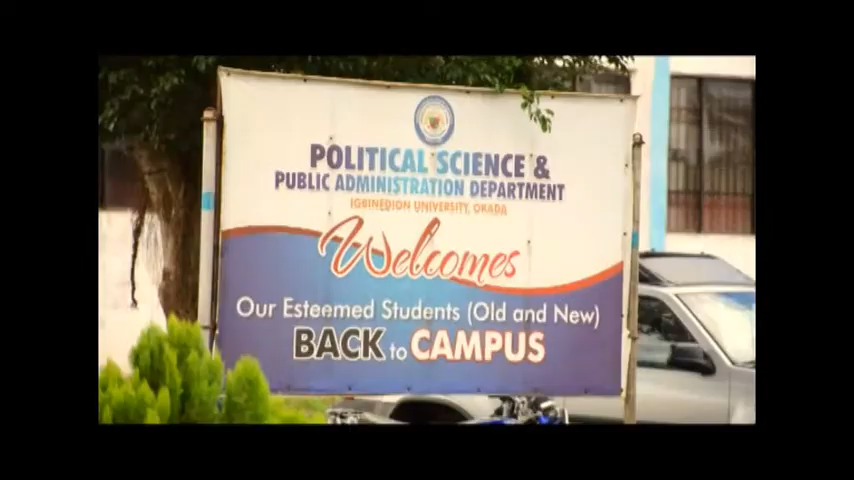 POLITICAL SCIENCE &
PUBLIC ADMINISTRATION DEPARTMENT
IGBINEDION UNIVERSITY, OKADA
Welcomes
Our Esteemed Students (Old and New)
BACK to CAMPUS